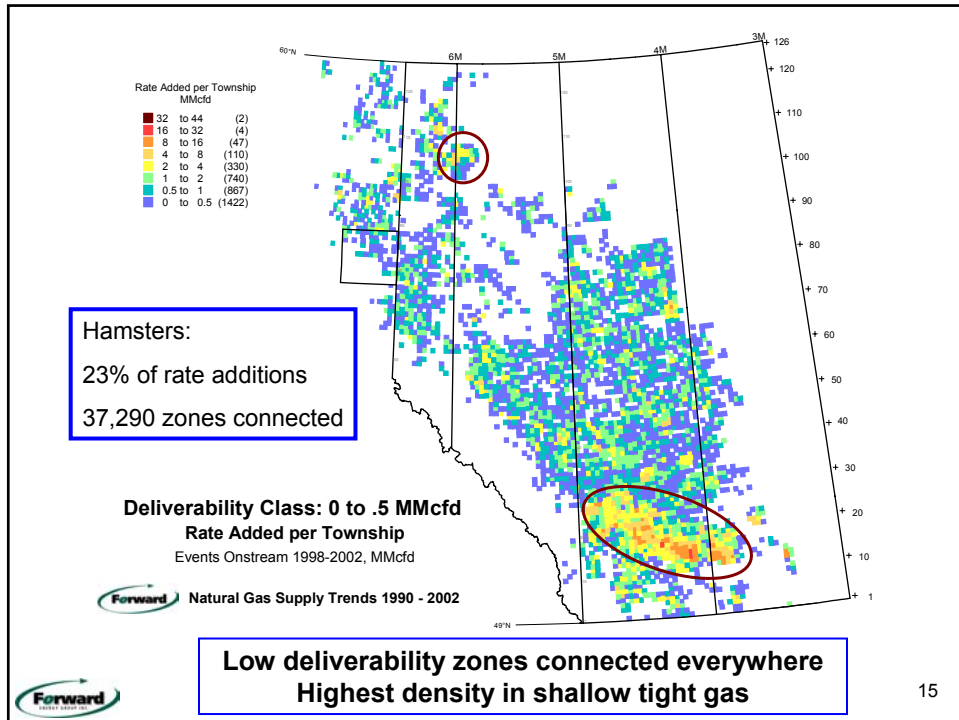 60°N
6M
5M
4M
3M
126
120
110
100
90
80
70
60
50
40
30
20
10
1
49°N
Rate Added per Township
MMcfd
32 to 44 (2)
16 to 32 (4)
8 to 16 (47)
4 to 8 (110)
2 to 4 (330)
1 to 2 (740)
0.5 to 1 (867)
0 to 0.5 (1422)
Hamsters:
23% of rate additions
37,290 zones connected
Deliverability Class: 0 to .5 MMcfd
Rate Added per Township
Events Onstream 1998-2002, MMcfd
Forward
Natural Gas Supply Trends 1990 - 2002
Low deliverability zones connected everywhere
Highest density in shallow tight gas
Forward
ENERGY GROUP INC.
15